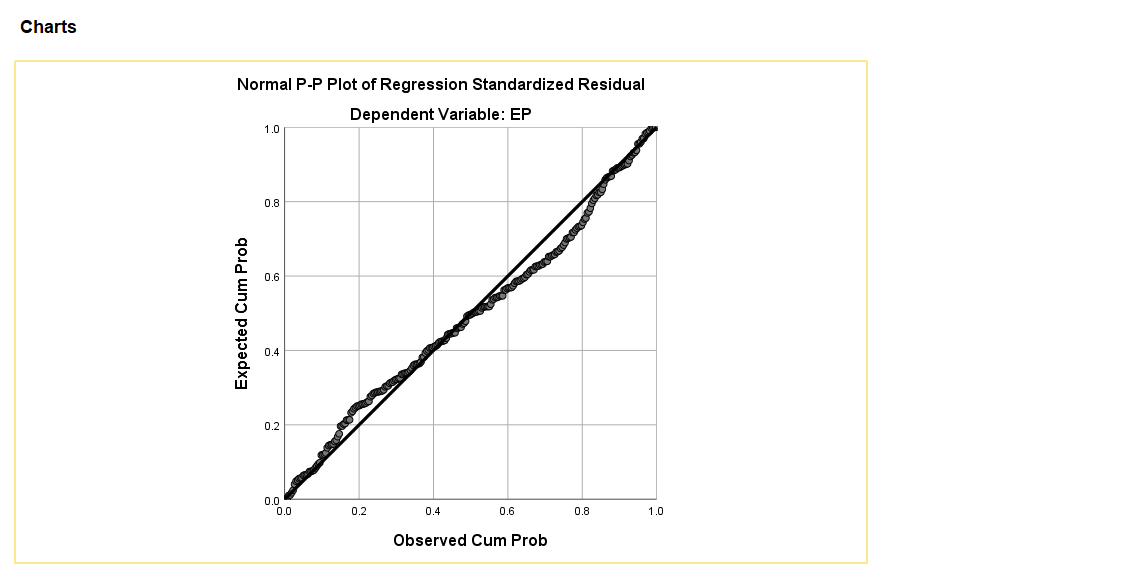 Charts
Normal P-P Plot of Regression Standardized Residual
Dependent Variable: EP
1.0
0.8
0.6
0.4
0.2
0.0
Expected Cum Prob
0.0 0.2 0.4 0.6 0.8 1.0
Observed Cum Prob